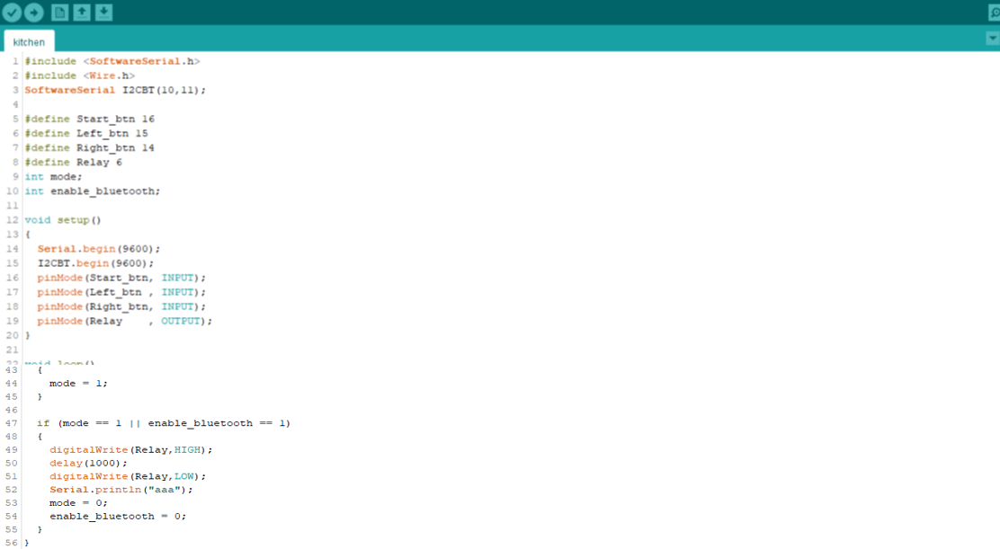 kitchen
1 #include <SoftwareSerial.h>
2 #include <Wire.h>
3 SoftwareSerial I2CBT(10,11);
4
5 #define Start_btn 16
6 #define Left_btn 15
7 #define Right_btn 14
8 #define Relay 6
9 int mode;
10 int enable_bluetooth;
11
12 void setup()
13 {
14   Serial.begin(9600);
15   I2CBT.begin(9600);
16   pinMode(Start_btn, INPUT);
17   pinMode(Left_btn , INPUT);
18   pinMode(Right_btn, INPUT);
19   pinMode(Relay    , OUTPUT);
20 }
21
22 void loop()
43   {
44     mode = 1;
45   }
46
47   if (mode == 1 || enable_bluetooth == 1)
48   {
49     digitalWrite(Relay,HIGH);
50     delay(1000);
51     digitalWrite(Relay,LOW);
52     Serial.println("aaa");
53     mode = 0;
54     enable_bluetooth = 0;
55   }
56 }